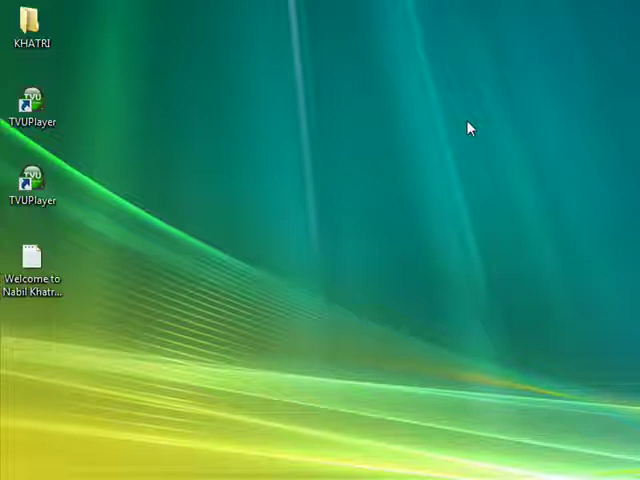 KHATRI
TVU
TVUPlayer
TVU
TVUPlayer
Welcome to
Nabil Khatr...